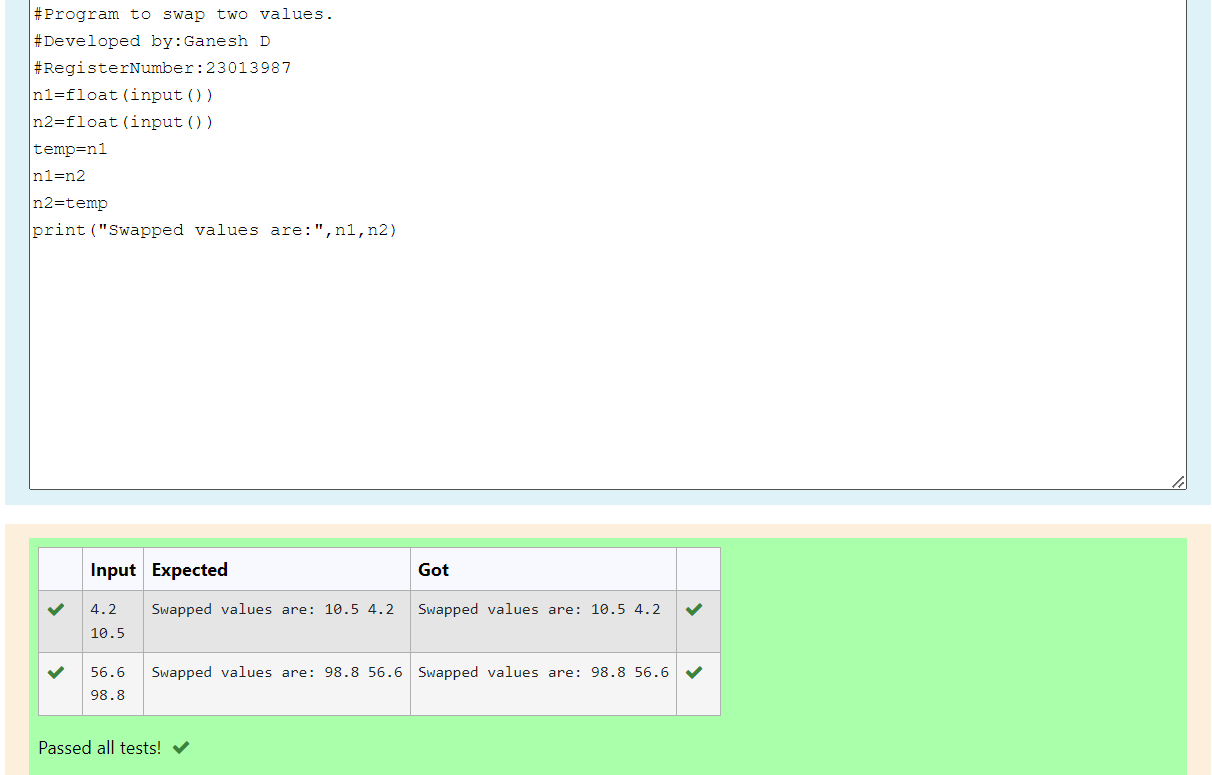 #Program to swap two values.
#Developed by:Ganesh D
#RegisterNumber:23013987
n1=float(input())
n2=float(input())
temp=n1
n1=n2
n2=temp
print("Swapped values are:",n1,n2)
Input Expected Got
4.2 Swapped values are: 10.5 4.2 Swapped values are: 10.5 4.2
10.5
56.6 Swapped values are: 98.8 56.6 Swapped values are: 98.8 56.6
98.8
Passed all tests!